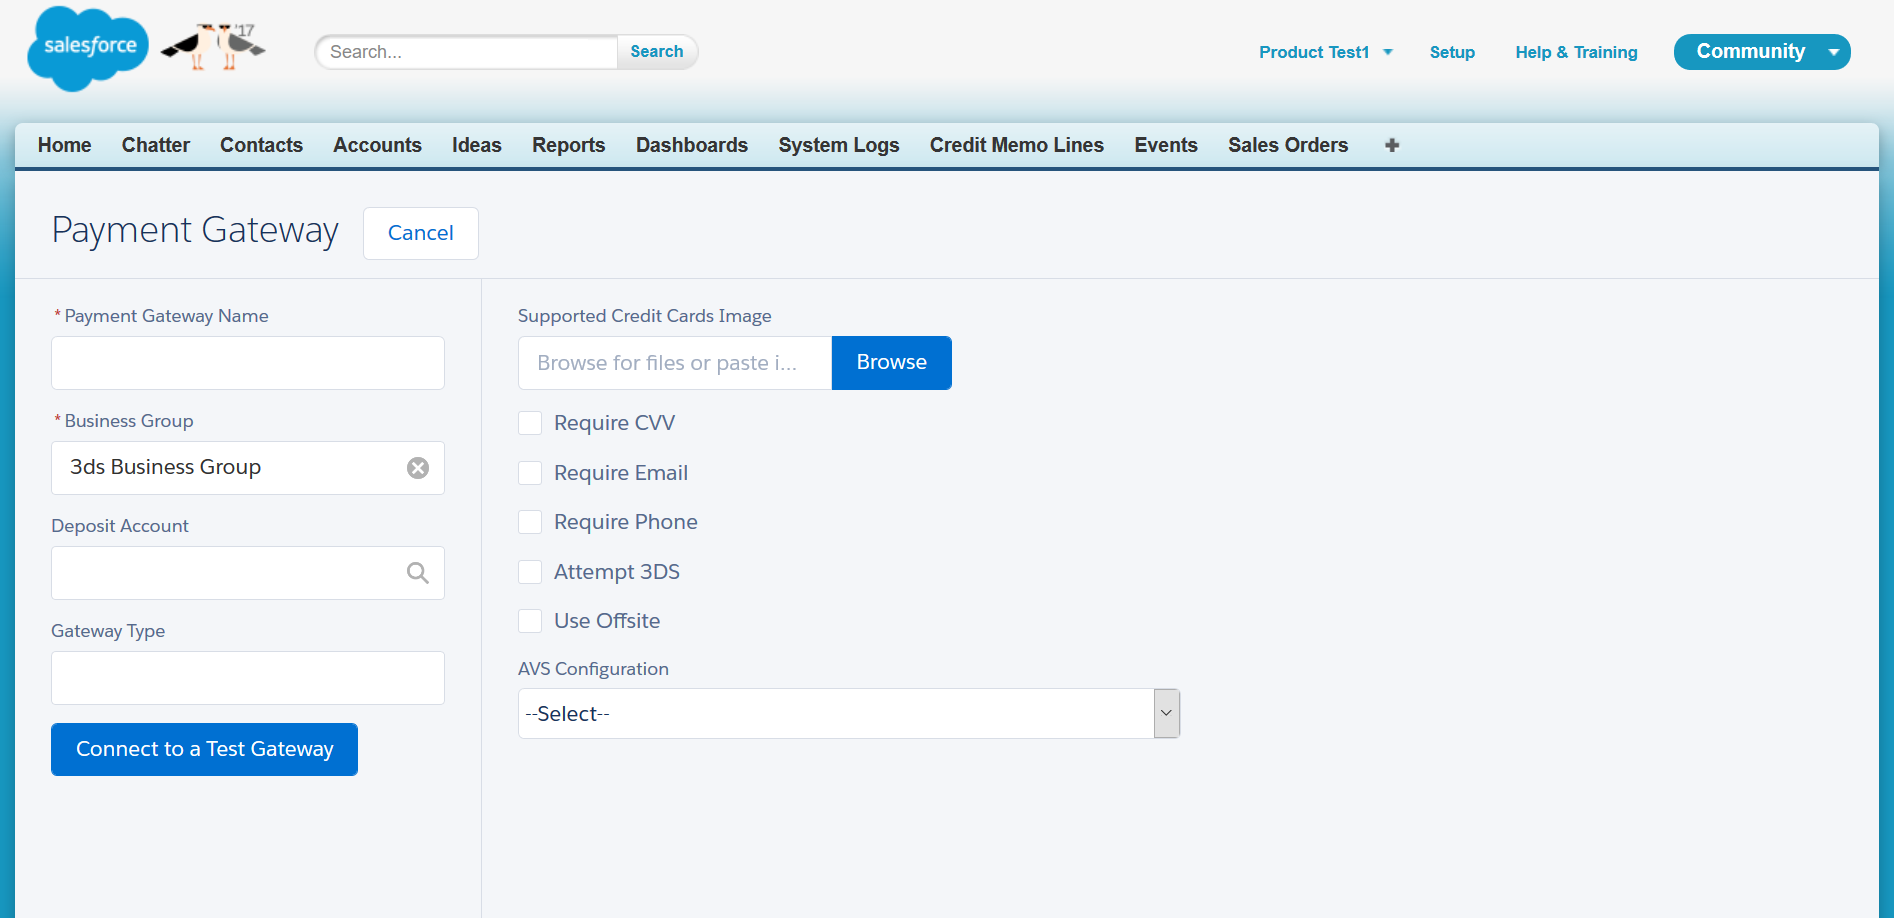 salesforce
'17
Search...
Search
Product Test1
Setup
Help & Training
Community
Home Chatter Contacts Accounts Ideas Reports Dashboards System Logs Credit Memo Lines Events Sales Orders
Payment Gateway
Cancel
* Payment Gateway Name
* Business Group
3ds Business Group
Deposit Account
Gateway Type
Connect to a Test Gateway
Supported Credit Cards Image
Browse for files or paste i...
Browse
Require CVV
Require Email
Require Phone
Attempt 3DS
Use Offsite
AVS Configuration
--Select--